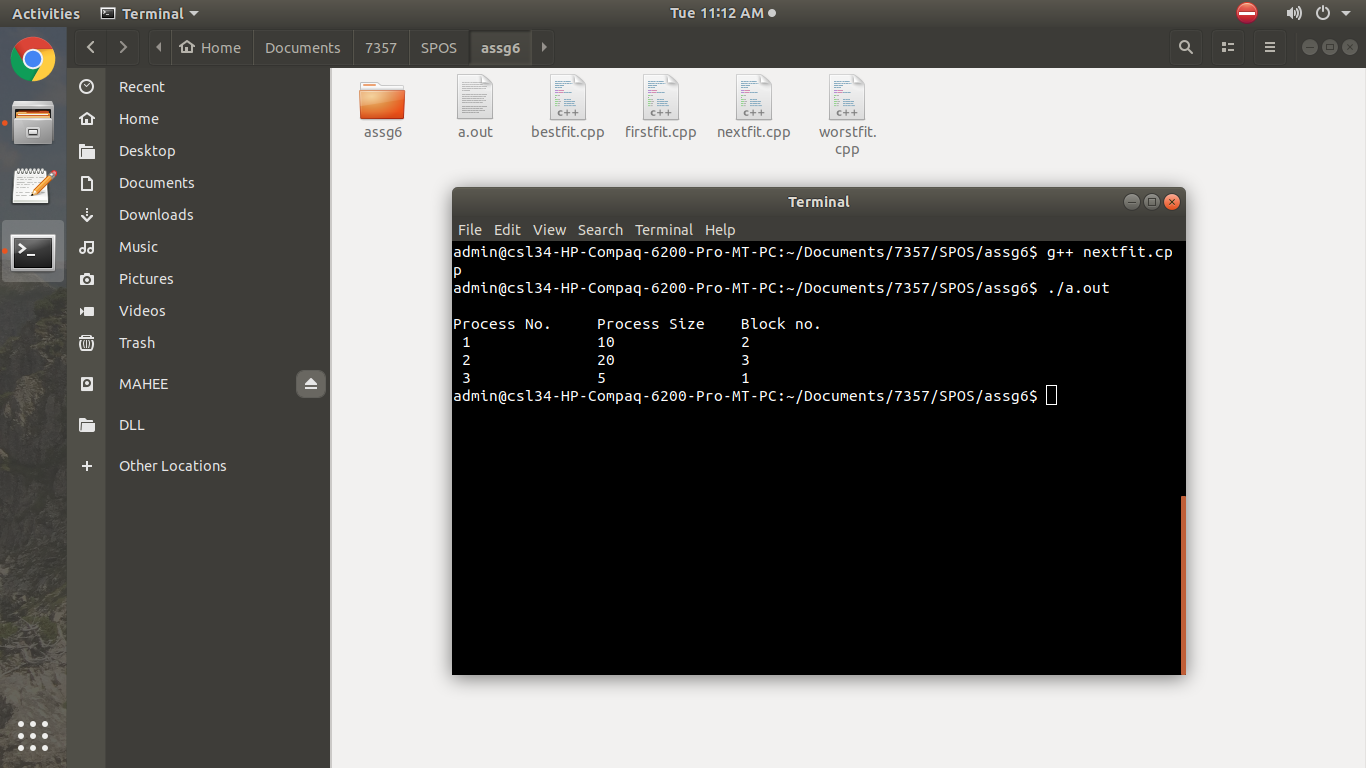 Activities Terminal Tue 11:12 AM
Home Documents 7357 SPOS assg6
Recent
Home
Desktop
Documents
Downloads
Music
Pictures
Videos
Trash
MAHEE
DLL
+ Other Locations
assg6 a.out bestfit.cpp firstfit.cpp nextfit.cpp worstfit.
cpp
Terminal
File Edit View Search Terminal Help
admin@csl34-HP-Compaq-6200-Pro-MT-PC:~/Documents/7357/SPOS/assg6$ g++ nextfit.cp
p
admin@csl34-HP-Compaq-6200-Pro-MT-PC:~/Documents/7357/SPOS/assg6$ ./a.out
Process No. Process Size Block no.
1 10 2
2 20 3
3 5 1
admin@csl34-HP-Compaq-6200-Pro-MT-PC:~/Documents/7357/SPOS/assg6$